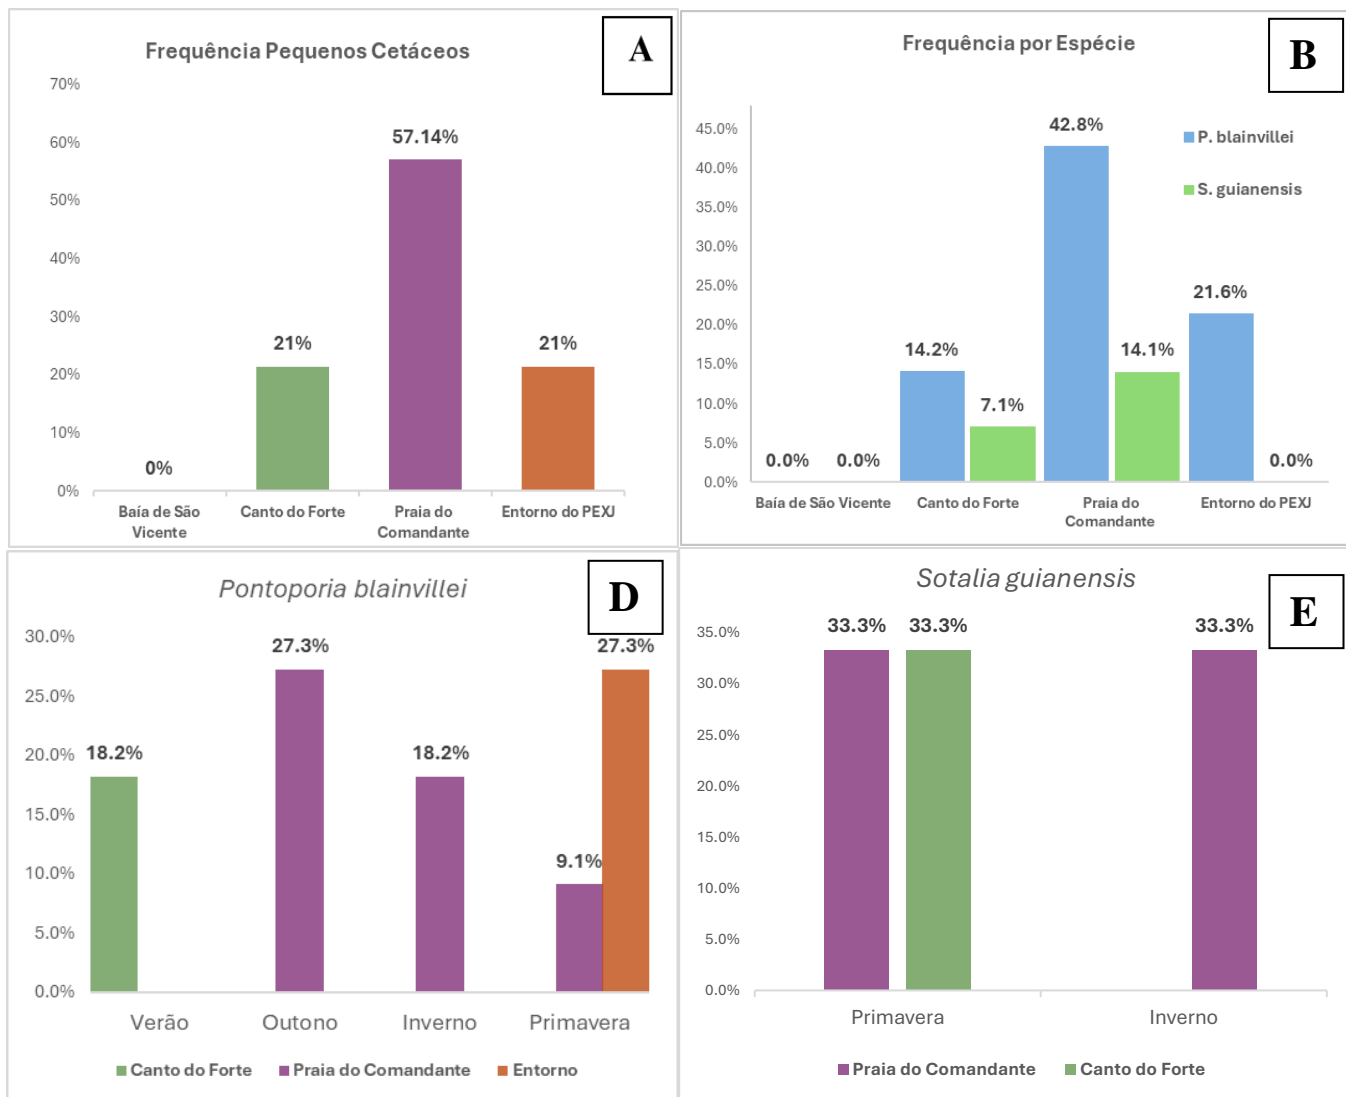 Frequência Pequenos Cetáceos
A
70%
60%
50%
40%
30%
20%
10%
0%
0%
21%
57.14%
21%
Baía de São
Vicente
Canto do Forte
Praia do
Comandante
Entorno do PEXJ
Frequência por Espécie
B
45.0%
40.0%
35.0%
30.0%
25.0%
20.0%
15.0%
10.0%
5.0%
0.0%
0.0%
0.0%
14.2%
7.1%
42.8%
14.1%
21.6%
0.0%
P. blainvillei
S. guianensis
Baía de São Vicente
Canto do Forte
Praia do
Comandante
Entorno do PEXJ
Pontoporia blainvillei
D
30.0%
25.0%
20.0%
15.0%
10.0%
5.0%
0.0%
18.2%
27.3%
18.2%
9.1%
27.3%
Verão
Outono
Inverno
Primavera
Canto do Forte
Praia do Comandante
Entorno
Sotalia guianensis
E
35.0%
30.0%
25.0%
20.0%
15.0%
10.0%
5.0%
0.0%
33.3%
33.3%
33.3%
Primavera
Inverno
Praia do Comandante
Canto do Forte